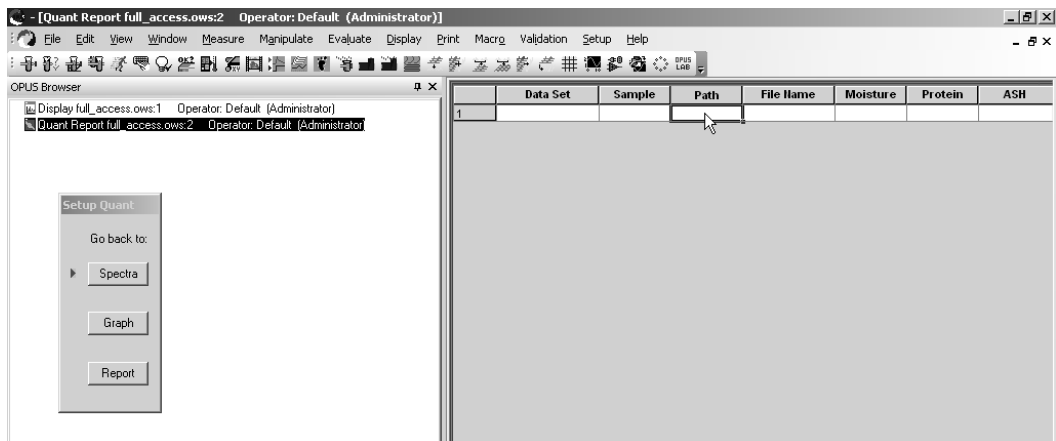 - [Quant Report full_access.ows:2 Operator: Default (Administrator)]
File Edit View Window Measure Manipulate Evaluate Display Print Macro Validation Setup Help
OPUS LAB
OPUS Browser
Display full_access.ows:1 Operator: Default (Administrator)
Quant Report full_access.ows:2 Operator: Default (Administrator)
Data Set Sample Path File Name Moisture Protein ASH
1
Setup Quant
Go back to:
Spectra
Graph
Report